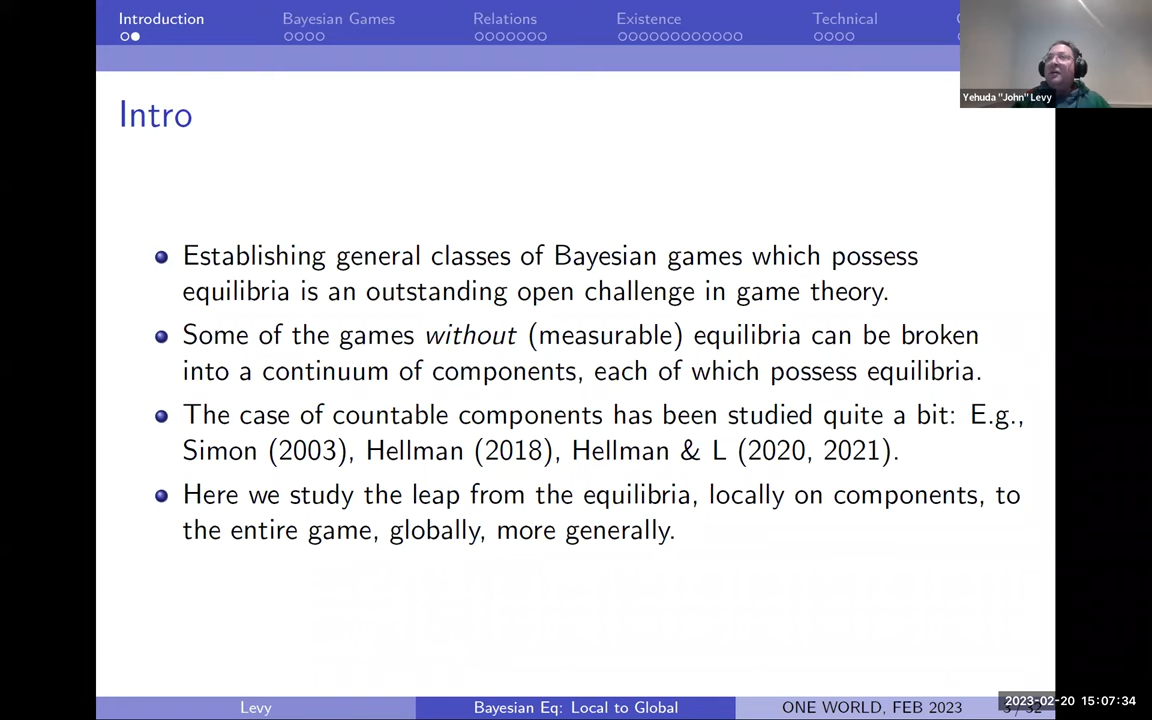 Introduction Bayesian Games Relations Existence Technical
Yehuda "John" Levy
Intro
Establishing general classes of Bayesian games which possess
equilibria is an outstanding open challenge in game theory.
Some of the games without (measurable) equilibria can be broken
into a continuum of components, each of which possess equilibria.
The case of countable components has been studied quite a bit: E.g.,
Simon (2003), Hellman (2018), Hellman & L (2020, 2021).
Here we study the leap from the equilibria, locally on components, to
the entire game, globally, more generally.
Levy Bayesian Eq: Local to Global ONE WORLD, FEB 2023
2023-02-20 15:07:34